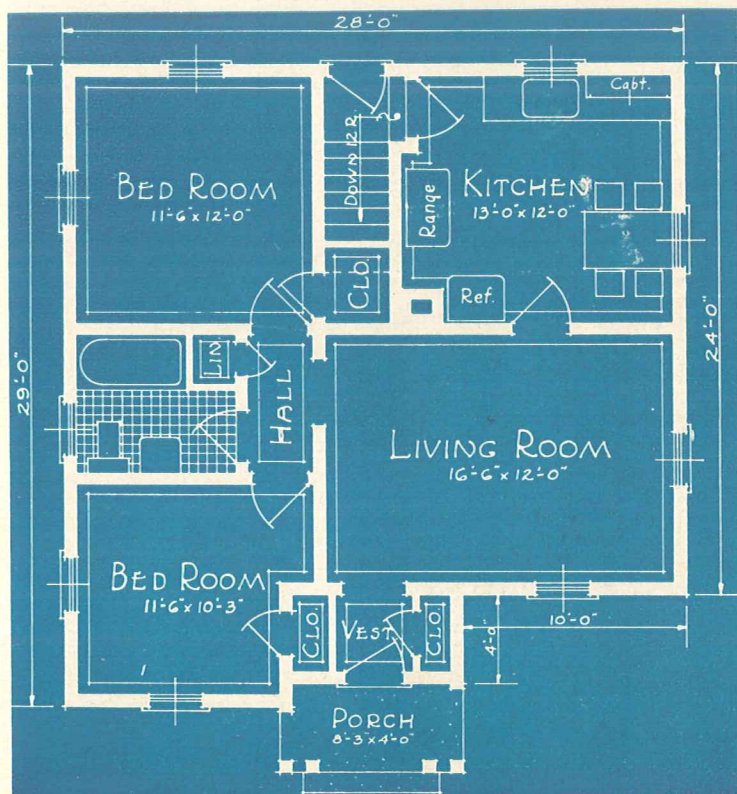 28'-0"
BED ROOM
11'-6" x 12'-0"
DOWN 12 R.
Cabt.
KITCHEN
13'-0" x 12'-0"
Range
Ref.
CLO.
29'-0"
24'-0"
LIN.
HALL
LIVING ROOM
16'-6" x 12'-0"
BED ROOM
11'-6" x 10'-3"
CLO.
VEST.
CLO.
4'-0"
10'-0"
PORCH
8'-3" x 4'-0"